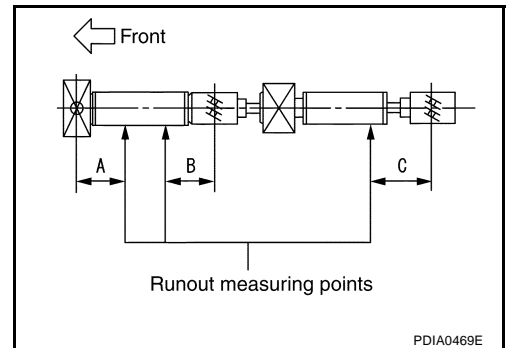 Front
A
B
C
Runout measuring points
PDIA0469E